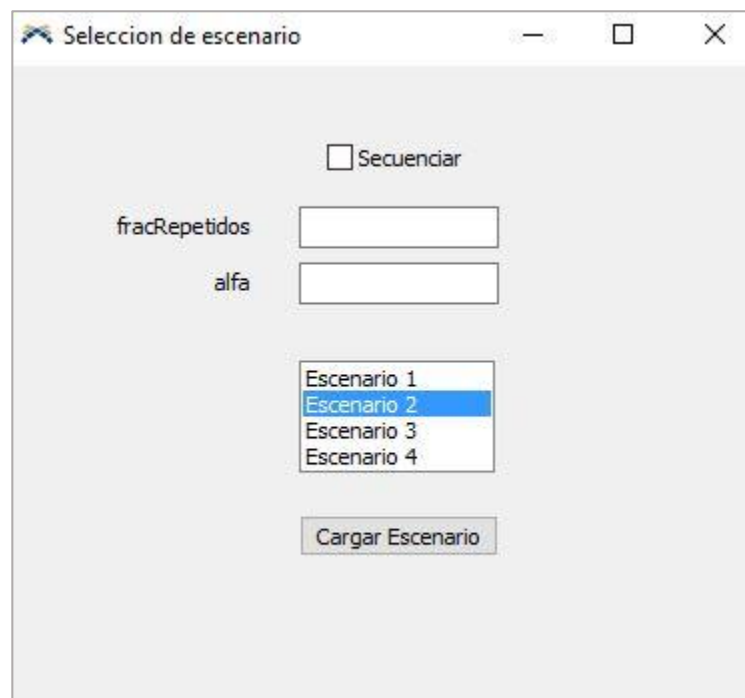 Seleccion de escenario
Secuenciar
fracRepetidos
alfa
Escenario 1
Escenario 2
Escenario 3
Escenario 4
Cargar Escenario